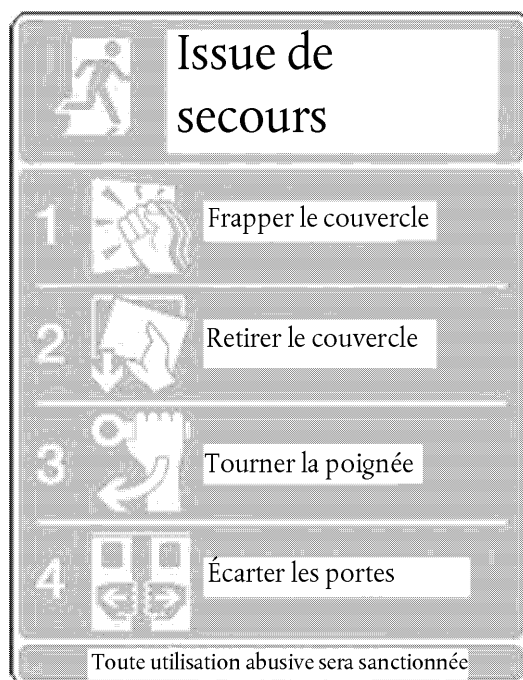 Issue de
secours
1 Frapper le couvercle
2 Retirer le couvercle
3 Tourner la poignée
4 Écarter les portes
Toute utilisation abusive sera sanctionnée